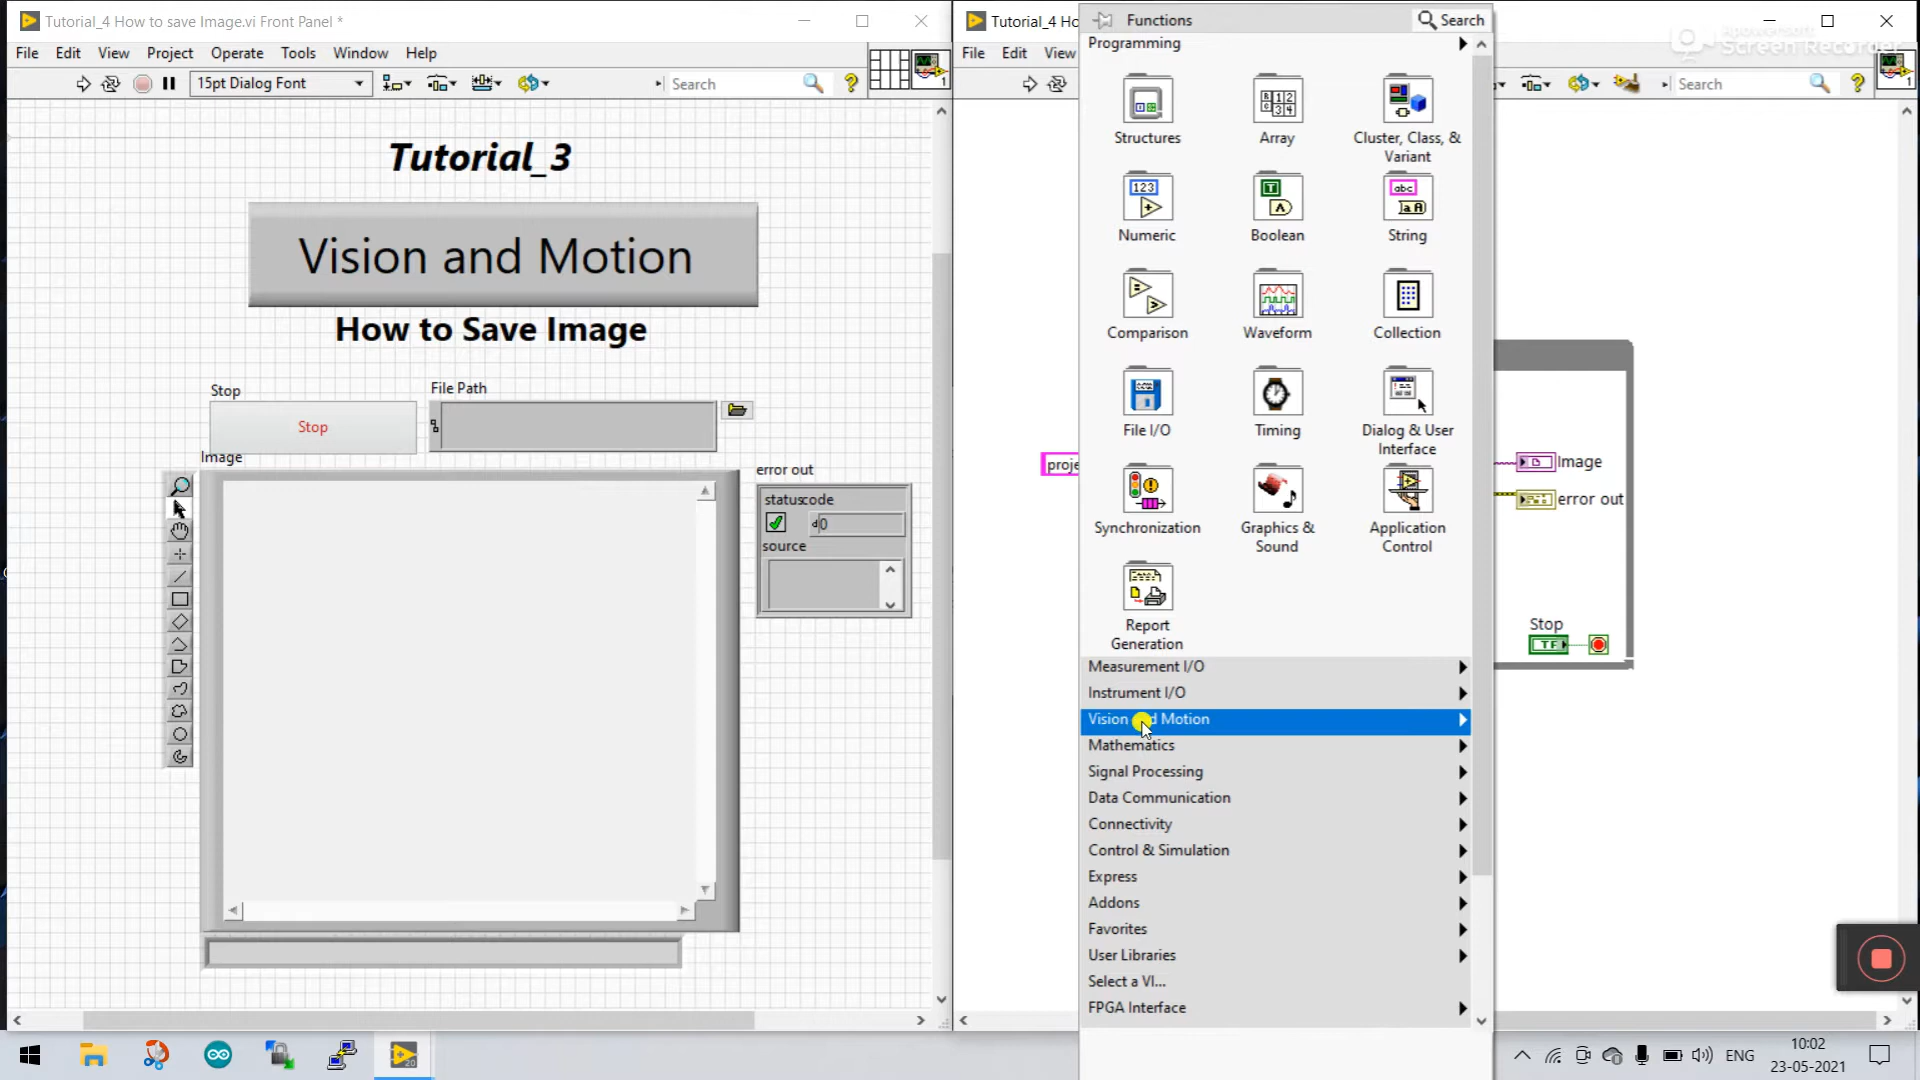 Tutorial_4 How to save Image.vi Front Panel *
File Edit View Project Operate Tools Window Help
15pt Dialog Font
Search
Tutorial_3
Vision and Motion
How to Save Image
Stop
File Path
Stop
Image
error out
status code
d 0
source
Tutorial_4 Ho
File Edit View
Search
Apowersoft
Screen Recorder
proje
Image
error out
Stop
TF
Functions
Search
Programming
Structures
Array
Cluster, Class, &
Variant
Numeric
Boolean
String
Comparison
Waveform
Collection
File I/O
Timing
Dialog & User
Interface
Synchronization
Graphics &
Sound
Application
Control
Report
Generation
Measurement I/O
Instrument I/O
Vision and Motion
Mathematics
Signal Processing
Data Communication
Connectivity
Control & Simulation
Express
Addons
Favorites
User Libraries
Select a VI...
FPGA Interface
ENG
10:02
23-05-2021